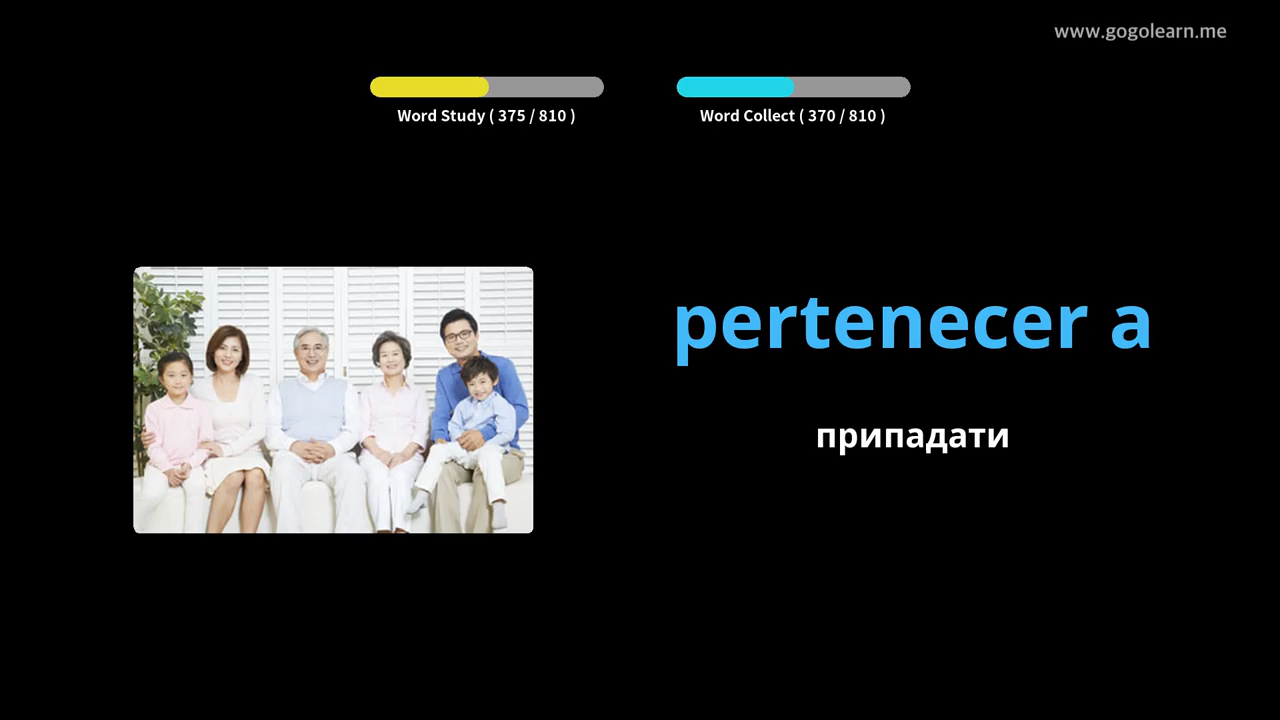 www.gogolearn.me
Word Study ( 375 / 810 )
Word Collect ( 370 / 810 )
pertenecer a
припадати